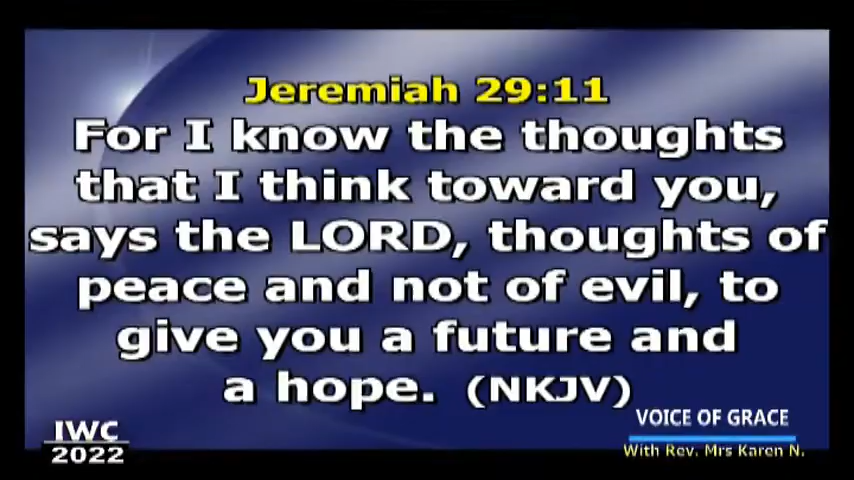 Jeremiah 29:11
For I know the thoughts
that I think toward you,
says the LORD, thoughts of
peace and not of evil, to
give you a future and
a hope. (NKJV)
IWC
2022
VOICE OF GRACE
With Rev. Mrs Karen N.